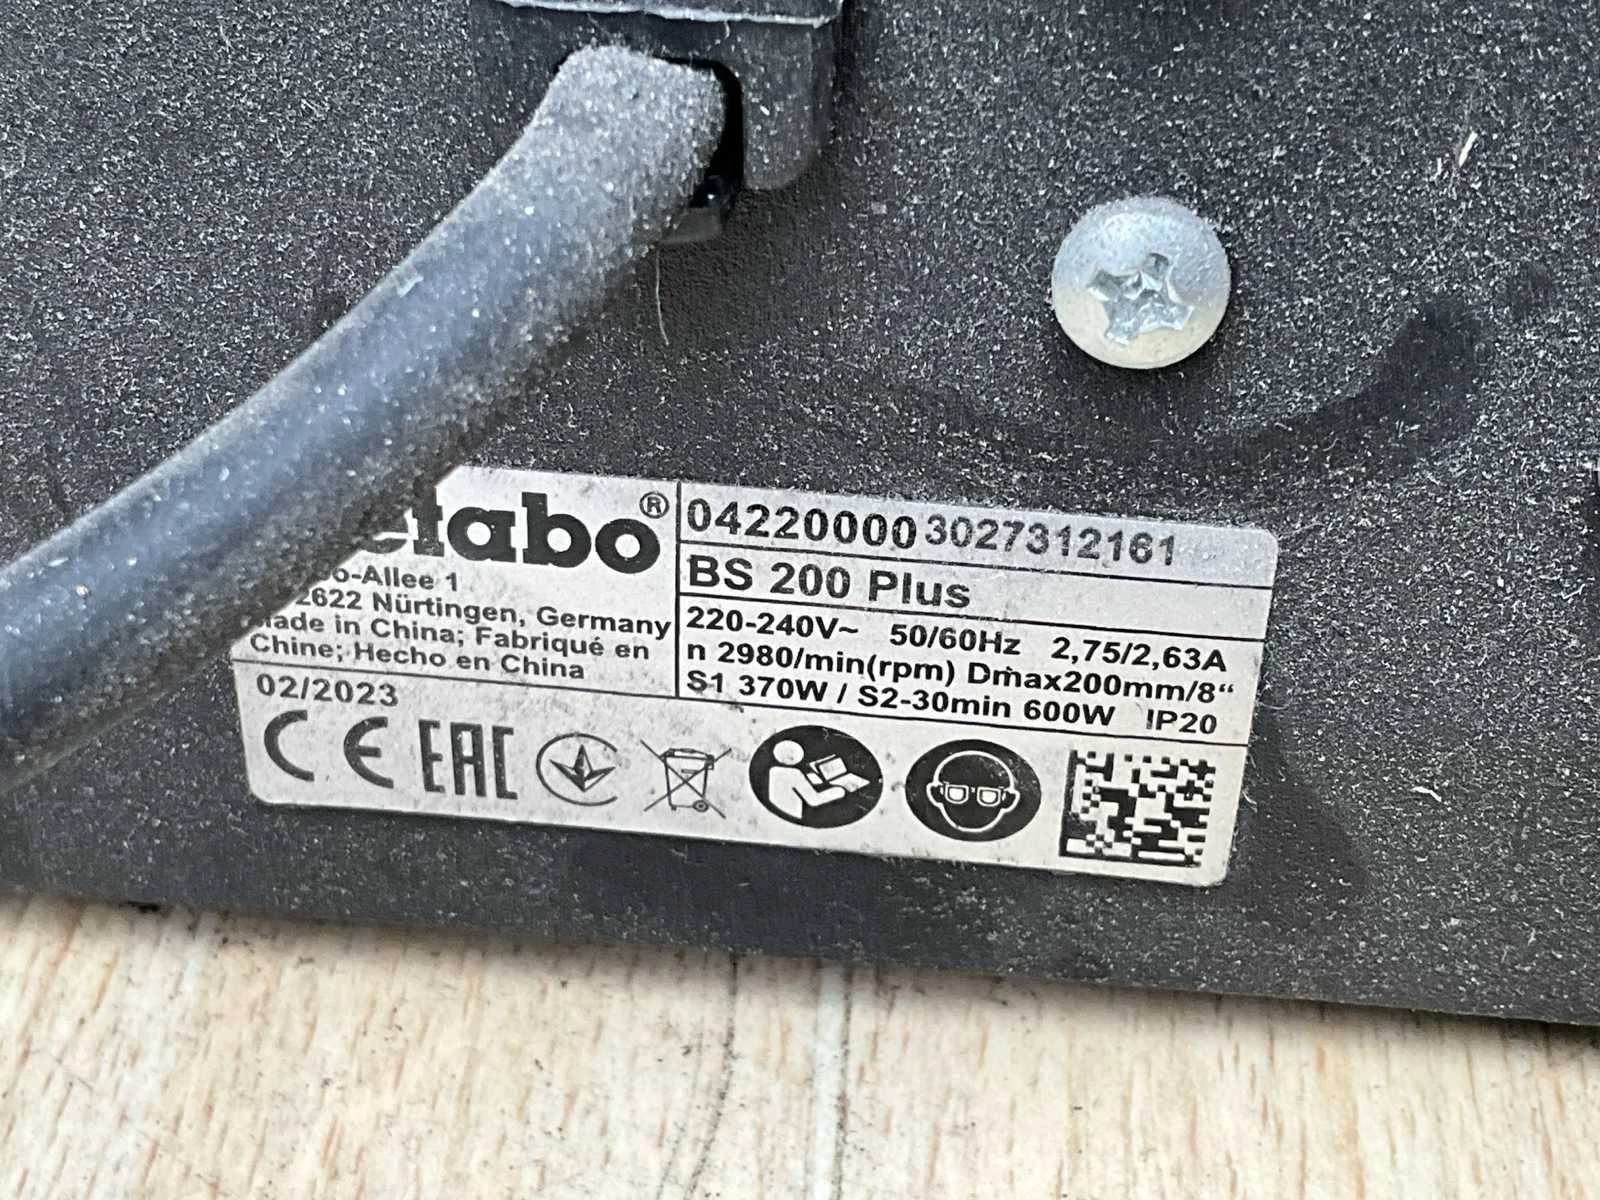 etabo®
o-Allee 1
2622 Nürtingen, Germany
ade in China; Fabriqué en
Chine; Hecho en China
02/2023
04220000 3027312161
BS 200 Plus
220-240V~ 50/60Hz 2,75/2,63A
n 2980/min(rpm) Dmax200mm/8“
S1 370W / S2-30min 600W IP20
CE EAC